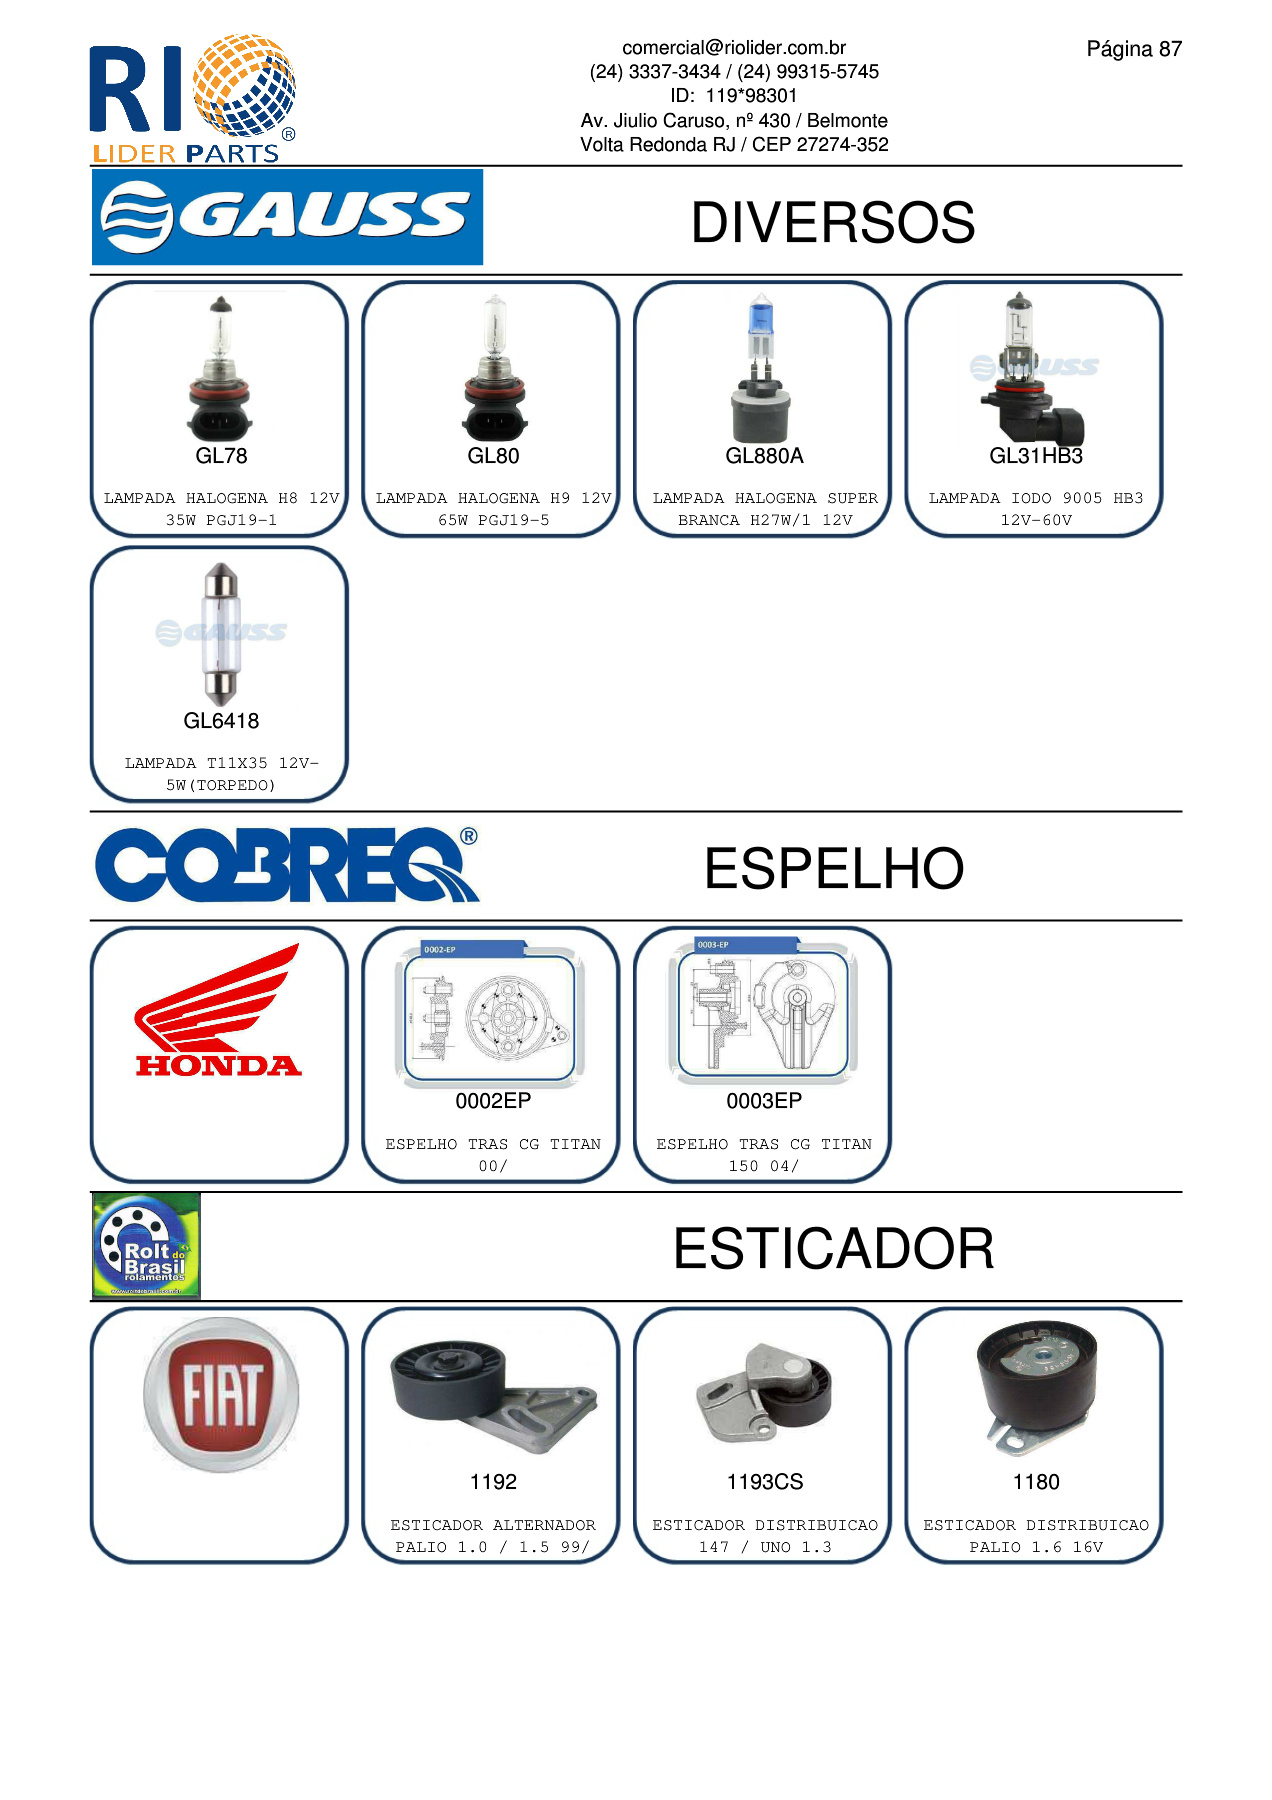 RIO
®
LIDER PARTS
comercial@riolider.com.br
(24) 3337-3434 / (24) 99315-5745
ID: 119*98301
Av. Jiulio Caruso, nº 430 / Belmonte
Volta Redonda RJ / CEP 27274-352
Página 87
GAUSS
DIVERSOS
GL78
LAMPADA HALOGENA H8 12V
35W PGJ19-1
GL80
LAMPADA HALOGENA H9 12V
65W PGJ19-5
GL880A
LAMPADA HALOGENA SUPER
BRANCA H27W/1 12V
GAUSS
GL31HB3
LAMPADA IODO 9005 HB3
12V-60V
GAUSS
GL6418
LAMPADA T11X35 12V-
5W(TORPEDO)
COBREQ®
ESPELHO
HONDA
0002-EP
0002EP
ESPELHO TRAS CG TITAN
00/
0003-EP
0003EP
ESPELHO TRAS CG TITAN
150 04/
Rolt do
Brasil
rolamentos
www.roltdobrasil.com.br
ESTICADOR
FIAT
1192
ESTICADOR ALTERNADOR
PALIO 1.0 / 1.5 99/
1193CS
ESTICADOR DISTRIBUICAO
147 / UNO 1.3
1180
ESTICADOR DISTRIBUICAO
PALIO 1.6 16V